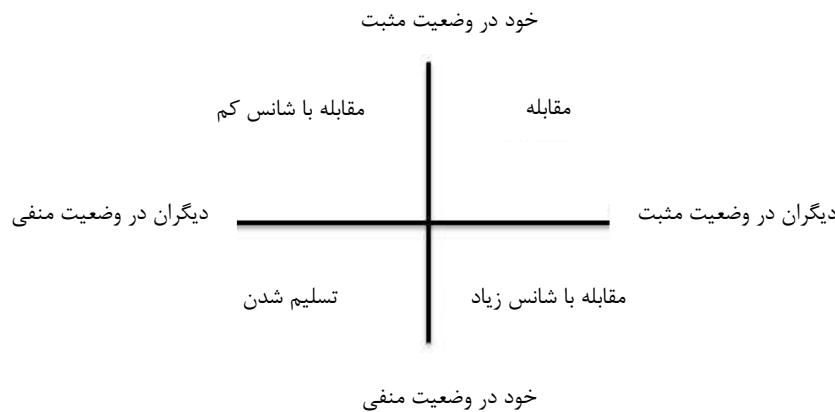 خود در وضعیت مثبت
مقابله
مقابله با شانس کم
دیگران در وضعیت مثبت
دیگران در وضعیت منفی
مقابله با شانس زیاد
تسلیم شدن
خود در وضعیت منفی